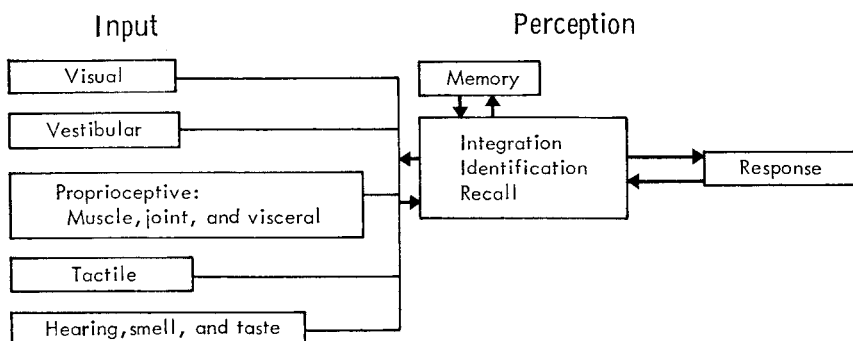 Input
Perception
Visual
Vestibular
Proprioceptive:
Muscle, joint, and visceral
Tactile
Hearing, smell, and taste
Memory
Integration
Identification
Recall
Response